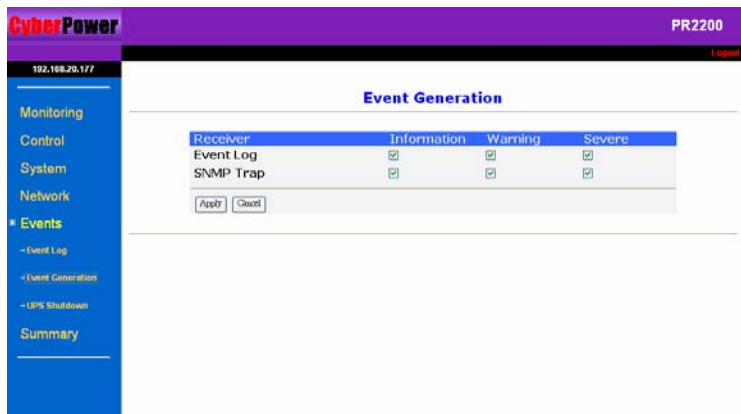 CyberPower
PR2200
Logout
192.168.20.177
Monitoring
Control
System
Network
Events
Event Log
Event Generation
UPS Shutdown
Summary
Event Generation
Receiver Information Warning Severe
Event Log
SNMP Trap
Apply Cancel